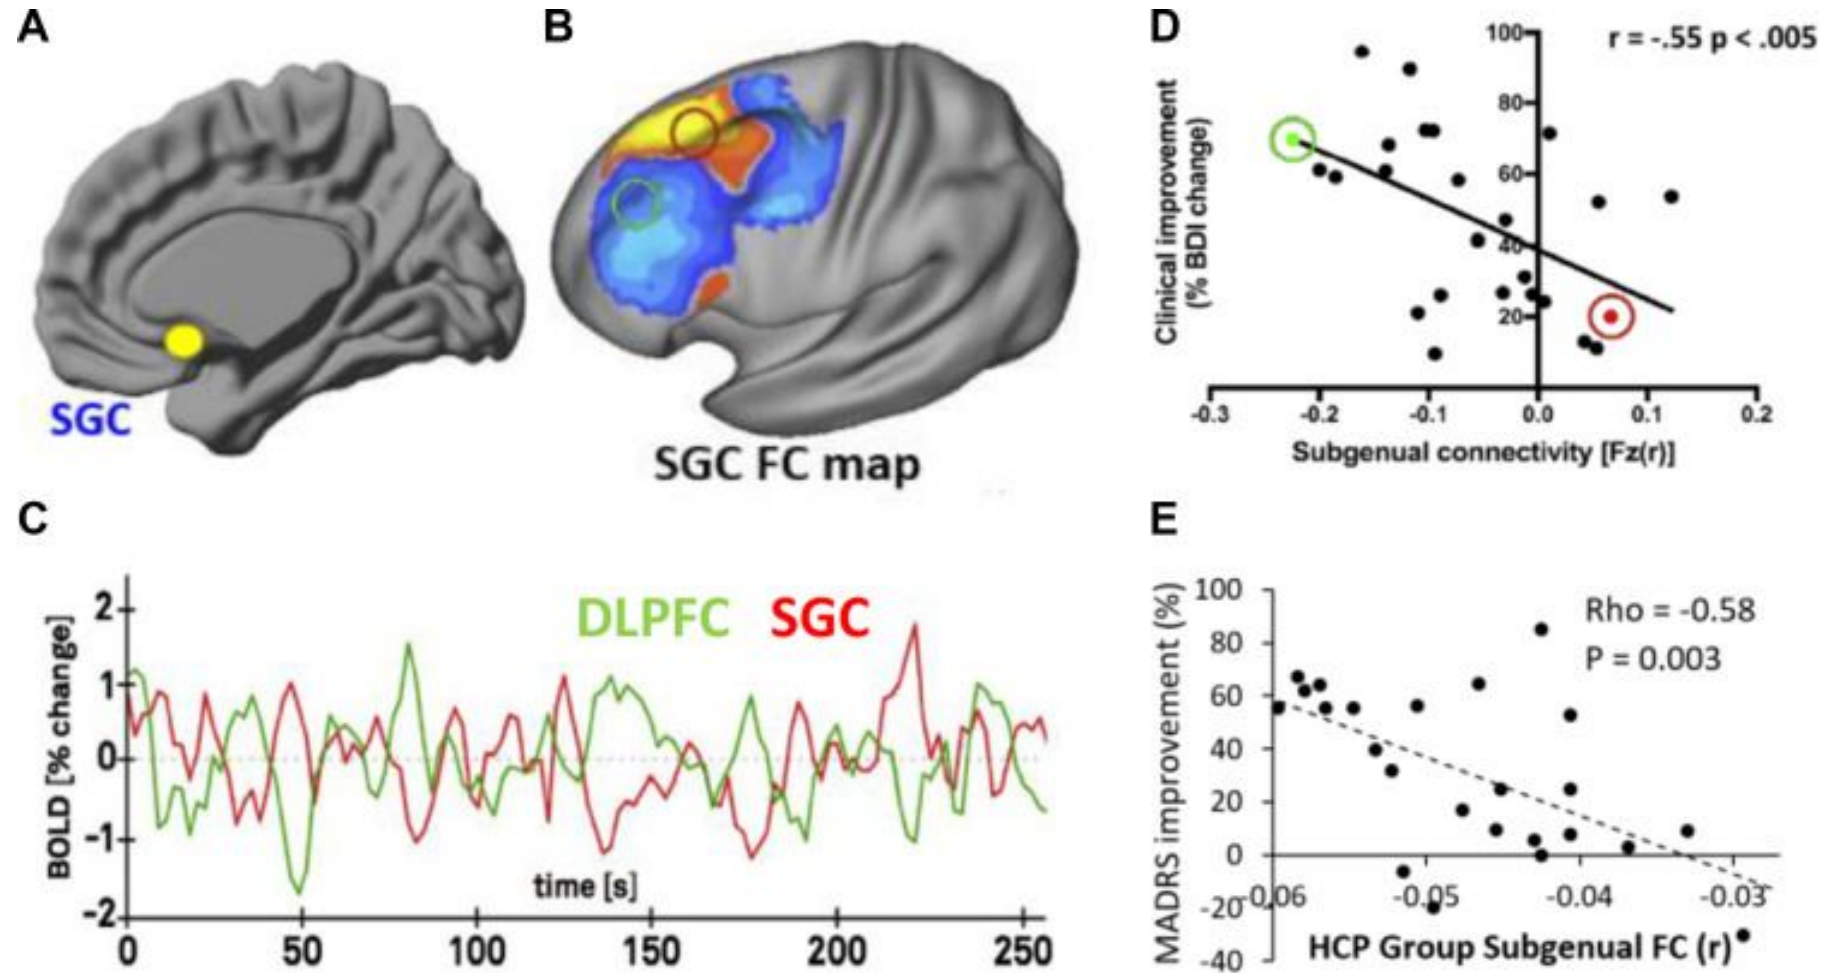 A
SGC
B
SGC FC map
C
BOLD [% change]
2
1
0
-1
-2
DLPFC SGC
time [s]
0 50 100 150 200 250
D
r = -.55 p < .005
Clinical improvement
(% BDI change)
100
80
60
40
20
-0.3 -0.2 -0.1 0.0 0.1 0.2
Subgenual connectivity [Fz(r)]
E
MADRS improvement (%)
100
80
60
40
20
0
-20
-40
Rho = -0.58
P = 0.003
-0.06 -0.05 -0.04 -0.03
HCP Group Subgenual FC (r)